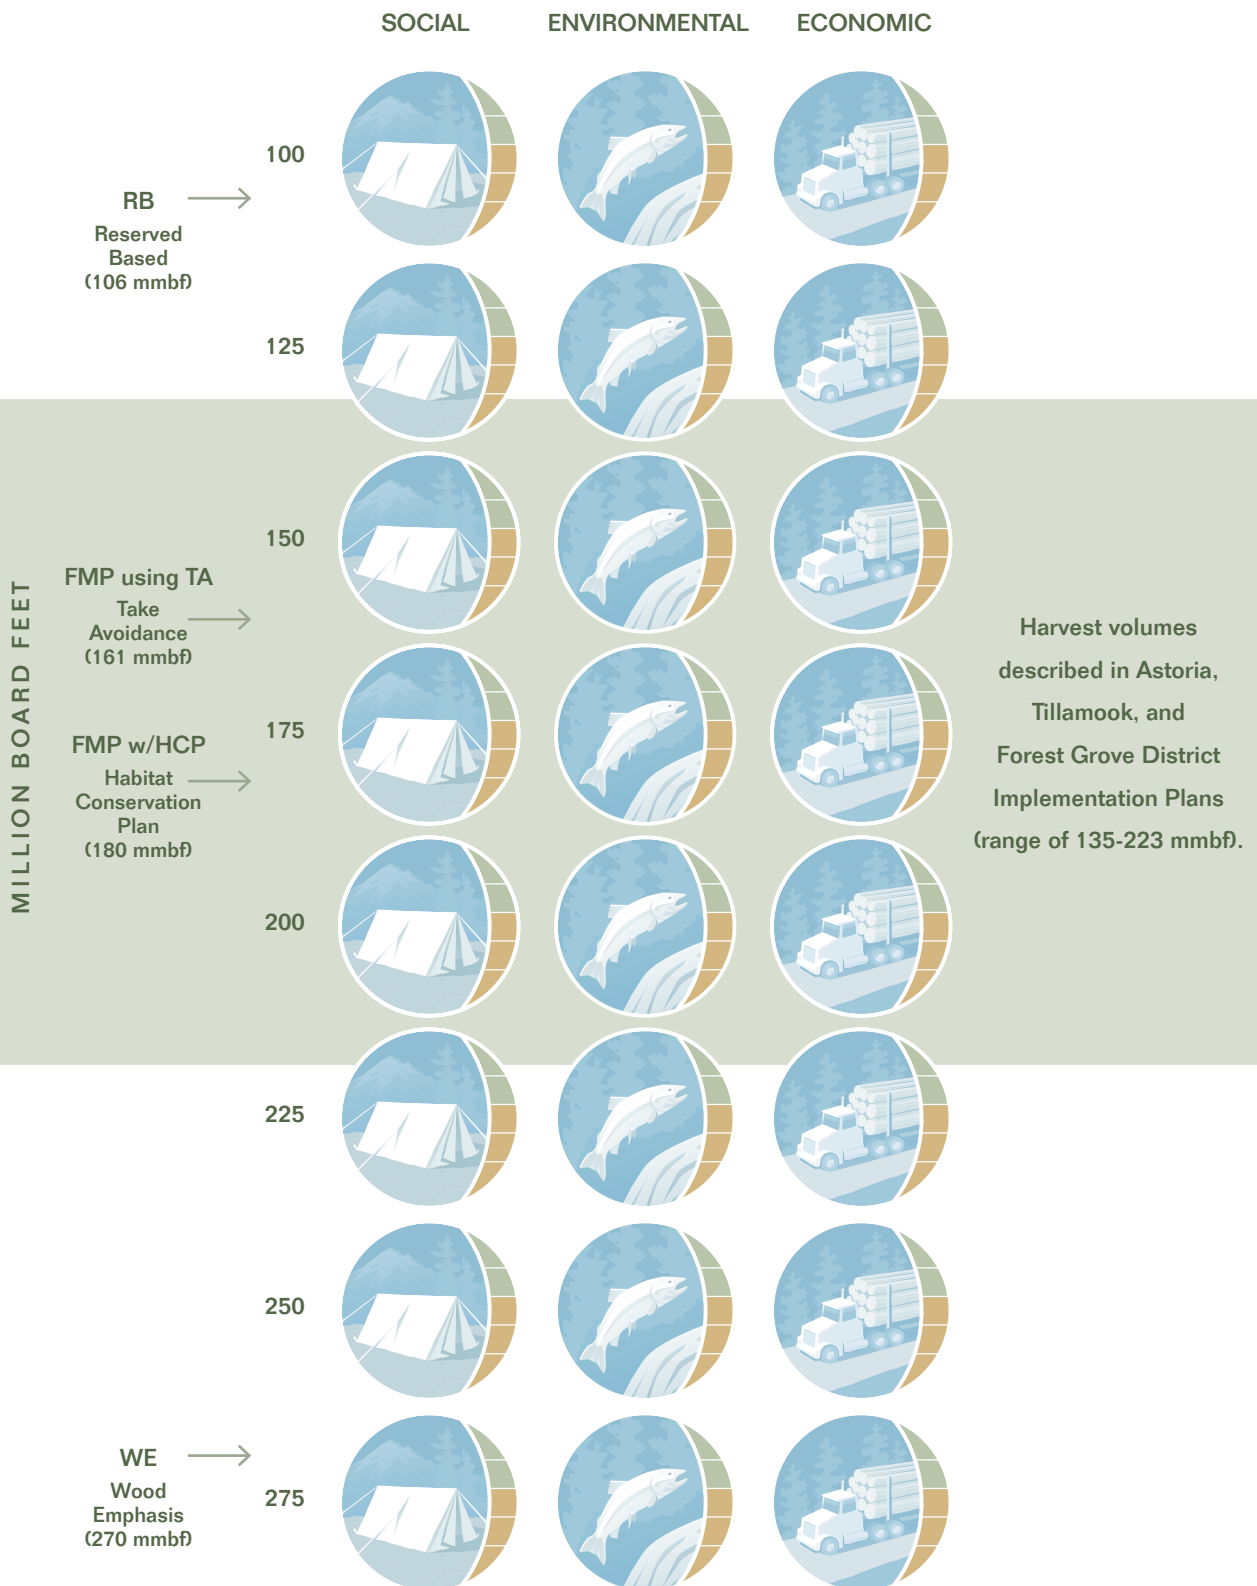 SOCIAL ENVIRONMENTAL ECONOMIC
100
RB
Reserved
Based
(106 mmbf)
125
150
FMP using TA
Take
Avoidance
(161 mmbf)
175
FMP w/HCP
Habitat
Conservation
Plan
(180 mmbf)
200
225
250
WE
Wood
Emphasis
(270 mmbf)
275
MILLION BOARD FEET
Harvest volumes
described in Astoria,
Tillamook, and
Forest Grove District
Implementation Plans
(range of 135-223 mmbf).